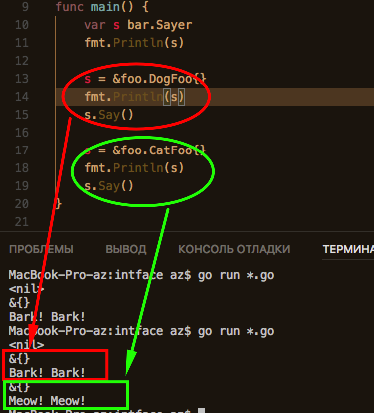 9 func main() {
10 var s bar.Sayer
11 fmt.Println(s)
12
13 s = &foo.DogFoo{}
14 fmt.Println(s)
15 s.Say()
16
17 s = &foo.CatFoo{}
18 fmt.Println(s)
19 s.Say()
20 }
21
ПРОБЛЕМЫ ВЫВОД КОНСОЛЬ ОТЛАДКИ ТЕРМИНА
MacBook-Pro-az:intface az$ go run *.go
<nil>
&{}
Bark! Bark!
MacBook-Pro-az:intface az$ go run *.go
<nil>
&{}
Bark! Bark!
&{}
Meow! Meow!
MacBook-Pro-az:intface az$